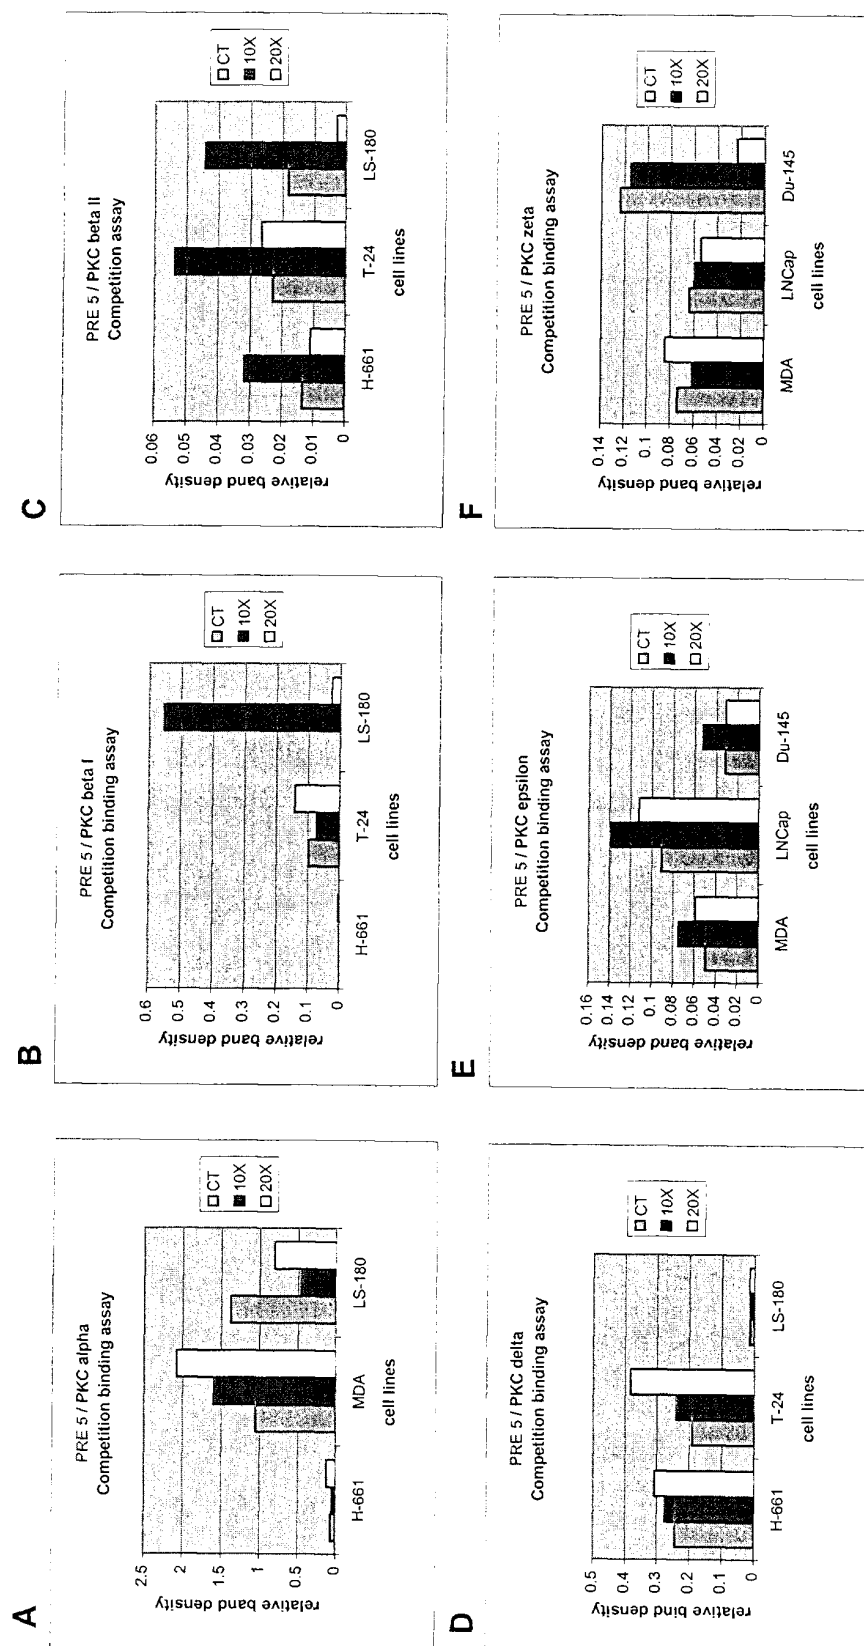 A
PRE 5 / PKC alpha
Competition binding assay
relative band density
2.5
2
1.5
1
0.5
0
H-661
MDA
LS-180
cell lines
CT
10X
20X
B
PRE 5 / PKC beta I
Competition binding assay
relative band density
0.6
0.5
0.4
0.3
0.2
0.1
0
H-661
T-24
LS-180
cell lines
CT
10X
20X
C
PRE 5 / PKC beta II
Competition assay
relative band density
0.06
0.05
0.04
0.03
0.02
0.01
0
H-661
T-24
LS-180
cell lines
CT
10X
20X
D
PRE 5 / PKC delta
Competition binding assay
relative bind density
0.5
0.4
0.3
0.2
0.1
0
H-661
T-24
LS-180
cell lines
CT
10X
20X
E
PRE 5 / PKC epsilon
Competition binding assay
relative band density
0.16
0.14
0.12
0.1
0.08
0.06
0.04
0.02
0
MDA
LNCap
Du-145
cell lines
CT
10X
20X
F
PRE 5 / PKC zeta
Competition binding assay
relative band density
0.14
0.12
0.1
0.08
0.06
0.04
0.02
0
MDA
LNCap
Du-145
cell lines
CT
10X
20X